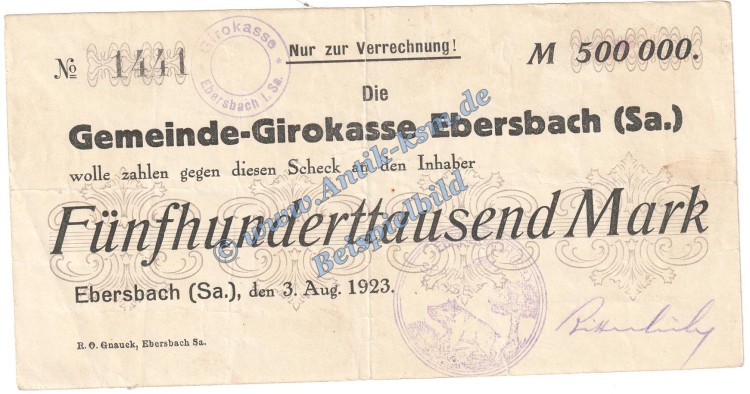 Girokasse
Ebersbach i. Sa.
Nur zur Verrechnung!
№ 1441
M 500 000.
Die
Gemeinde-Girokasse Ebersbach (Sa.)
wolle zahlen gegen diesen Scheck an den Inhaber
Fünfhunderttausend Mark
Ebersbach (Sa.), den 3. Aug. 1923.
R. O. Gnauck, Ebersbach Sa.
© www.Antik-ksm.de
Beispielbild